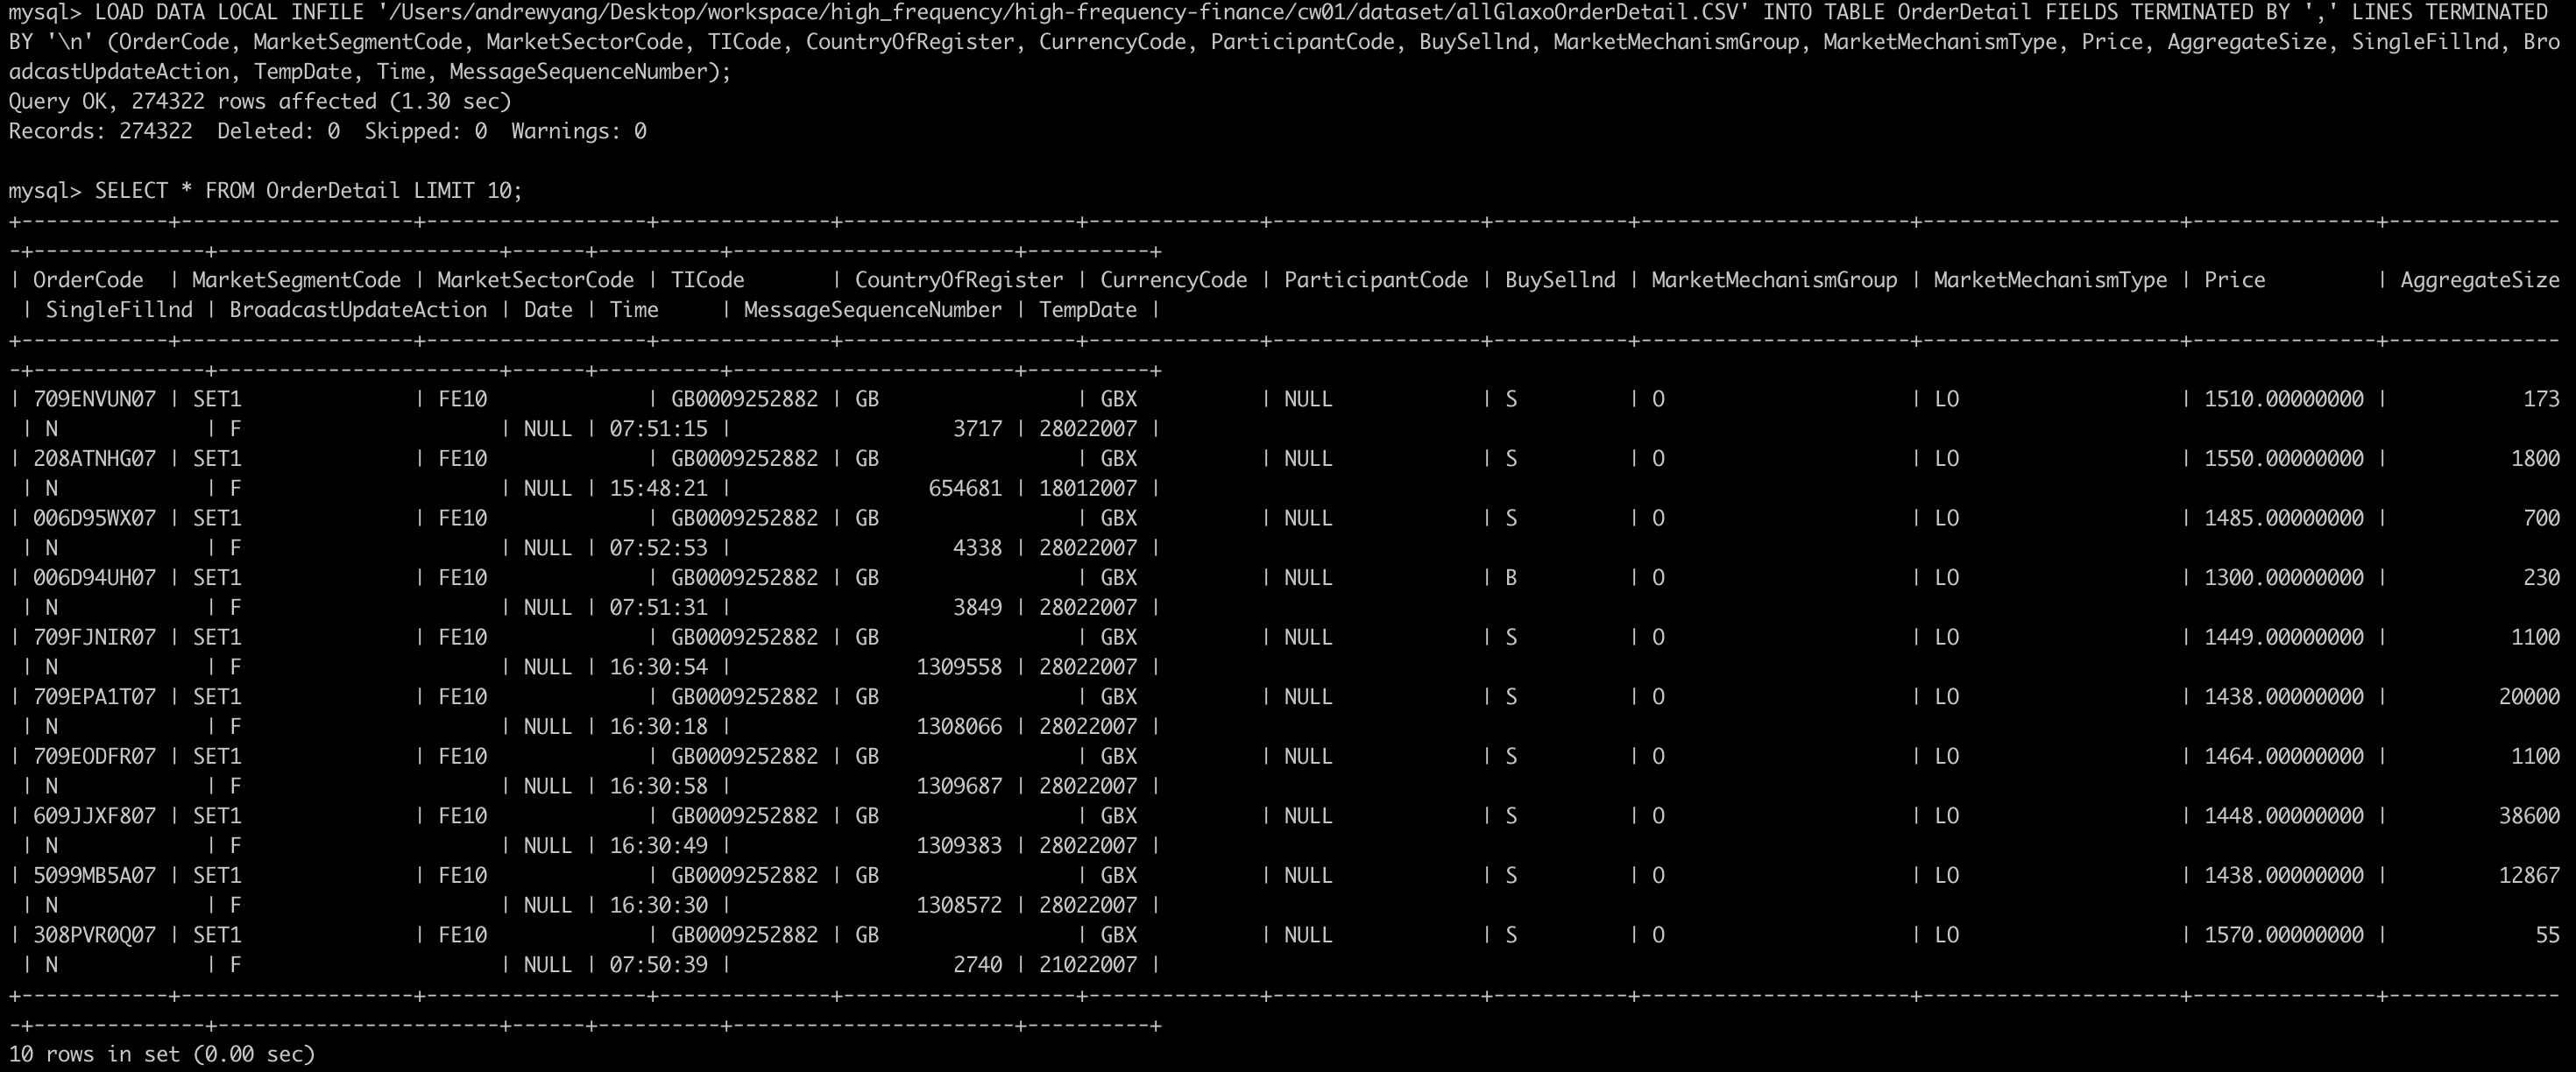 mysql> LOAD DATA LOCAL INFILE '/Users/andrewyang/Desktop/workspace/high_frequency/high-frequency-finance/cw01/dataset/allGlaxoOrderDetail.CSV' INTO TABLE OrderDetail FIELDS TERMINATED BY ',' LINES TERMINATED
BY '\n' (OrderCode, MarketSegmentCode, MarketSectorCode, TICode, CountryOfRegister, CurrencyCode, ParticipantCode, BuySellnd, MarketMechanismGroup, MarketMechanismType, Price, AggregateSize, SingleFillnd, Bro
adcastUpdateAction, TempDate, Time, MessageSequenceNumber);
Query OK, 274322 rows affected (1.30 sec)
Records: 274322  Deleted: 0  Skipped: 0  Warnings: 0
mysql> SELECT * FROM OrderDetail LIMIT 10;
+------------+-------------------+------------------+--------------+-------------------+--------------+-----------------+-----------+----------------------+---------------------+---------------+--------------
-+--------------+-----------------------+------+----------+-----------------------+----------+
| OrderCode  | MarketSegmentCode | MarketSectorCode | TICode       | CountryOfRegister | CurrencyCode | ParticipantCode | BuySellnd | MarketMechanismGroup | MarketMechanismType | Price         | AggregateSize
 | SingleFillnd | BroadcastUpdateAction | Date | Time     | MessageSequenceNumber | TempDate |
+------------+-------------------+------------------+--------------+-------------------+--------------+-----------------+-----------+----------------------+---------------------+---------------+--------------
-+--------------+-----------------------+------+----------+-----------------------+----------+
| 709ENVUN07 | SET1              | FE10             | GB0009252882 | GB                | GBX          | NULL            | S         | O                    | LO                  | 1510.00000000 |           173
 | N            | F                     | NULL | 07:51:15 |                  3717 | 28022007 |
| 208ATNHG07 | SET1              | FE10             | GB0009252882 | GB                | GBX          | NULL            | S         | O                    | LO                  | 1550.00000000 |          1800
 | N            | F                     | NULL | 15:48:21 |                654681 | 18012007 |
| 006D95WX07 | SET1              | FE10             | GB0009252882 | GB                | GBX          | NULL            | S         | O                    | LO                  | 1485.00000000 |           700
 | N            | F                     | NULL | 07:52:53 |                  4338 | 28022007 |
| 006D94UH07 | SET1              | FE10             | GB0009252882 | GB                | GBX          | NULL            | B         | O                    | LO                  | 1300.00000000 |           230
 | N            | F                     | NULL | 07:51:31 |                  3849 | 28022007 |
| 709FJNIR07 | SET1              | FE10             | GB0009252882 | GB                | GBX          | NULL            | S         | O                    | LO                  | 1449.00000000 |          1100
 | N            | F                     | NULL | 16:30:54 |               1309558 | 28022007 |
| 709EPA1T07 | SET1              | FE10             | GB0009252882 | GB                | GBX          | NULL            | S         | O                    | LO                  | 1438.00000000 |         20000
 | N            | F                     | NULL | 16:30:18 |               1308066 | 28022007 |
| 709EODFR07 | SET1              | FE10             | GB0009252882 | GB                | GBX          | NULL            | S         | O                    | LO                  | 1464.00000000 |          1100
 | N            | F                     | NULL | 16:30:58 |               1309687 | 28022007 |
| 609JJXF807 | SET1              | FE10             | GB0009252882 | GB                | GBX          | NULL            | S         | O                    | LO                  | 1448.00000000 |         38600
 | N            | F                     | NULL | 16:30:49 |               1309383 | 28022007 |
| 5099MB5A07 | SET1              | FE10             | GB0009252882 | GB                | GBX          | NULL            | S         | O                    | LO                  | 1438.00000000 |         12867
 | N            | F                     | NULL | 16:30:30 |               1308572 | 28022007 |
| 308PVR0Q07 | SET1              | FE10             | GB0009252882 | GB                | GBX          | NULL            | S         | O                    | LO                  | 1570.00000000 |            55
 | N            | F                     | NULL | 07:50:39 |                  2740 | 21022007 |
+------------+-------------------+------------------+--------------+-------------------+--------------+-----------------+-----------+----------------------+---------------------+---------------+--------------
-+--------------+-----------------------+------+----------+-----------------------+----------+
10 rows in set (0.00 sec)